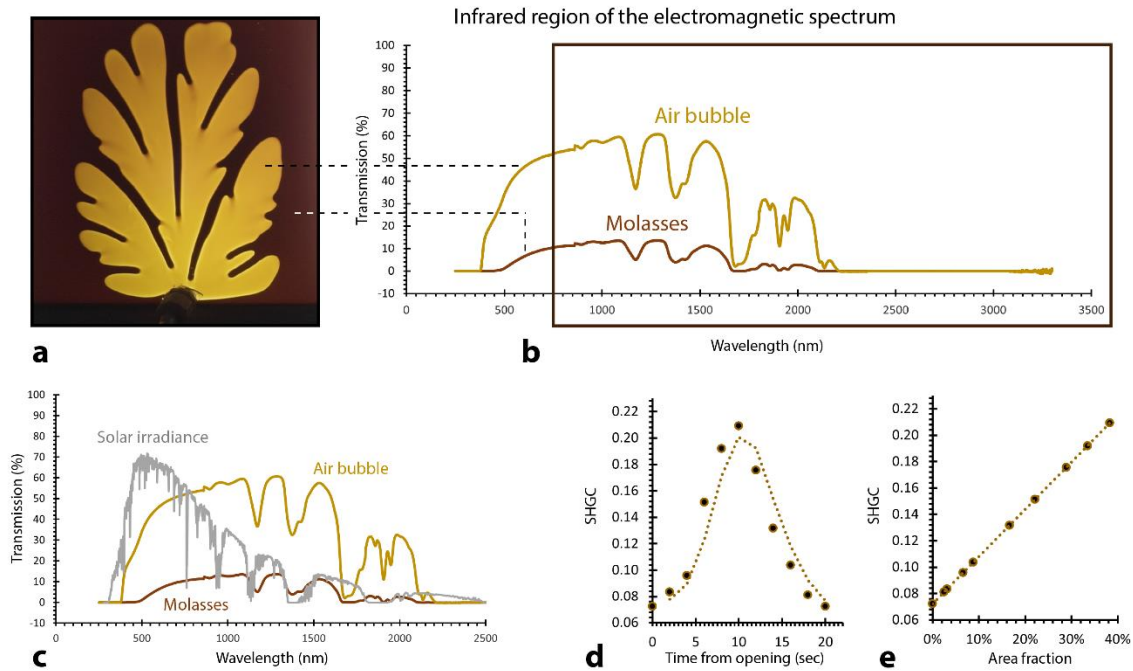 Infrared region of the electromagnetic spectrum
100
90
80
70
60
50
40
30
20
10
0
-10
Transmission (%)
Air bubble
Molasses
0 500 1000 1500 2000 2500 3000 3500
Wavelength (nm)
a
b
100
90
80
70
60
50
40
30
20
10
0
-10
Transmission (%)
Solar irradiance
Air bubble
Molasses
0 500 1000 1500 2000 2500
Wavelength (nm)
c
0.22
0.20
0.18
0.16
0.14
0.12
0.10
0.08
0.06
SHGC
0 5 10 15 20
Time from opening (sec)
d
0.22
0.20
0.18
0.16
0.14
0.12
0.10
0.08
0.06
SHGC
0% 10% 20% 30% 40%
Area fraction
e